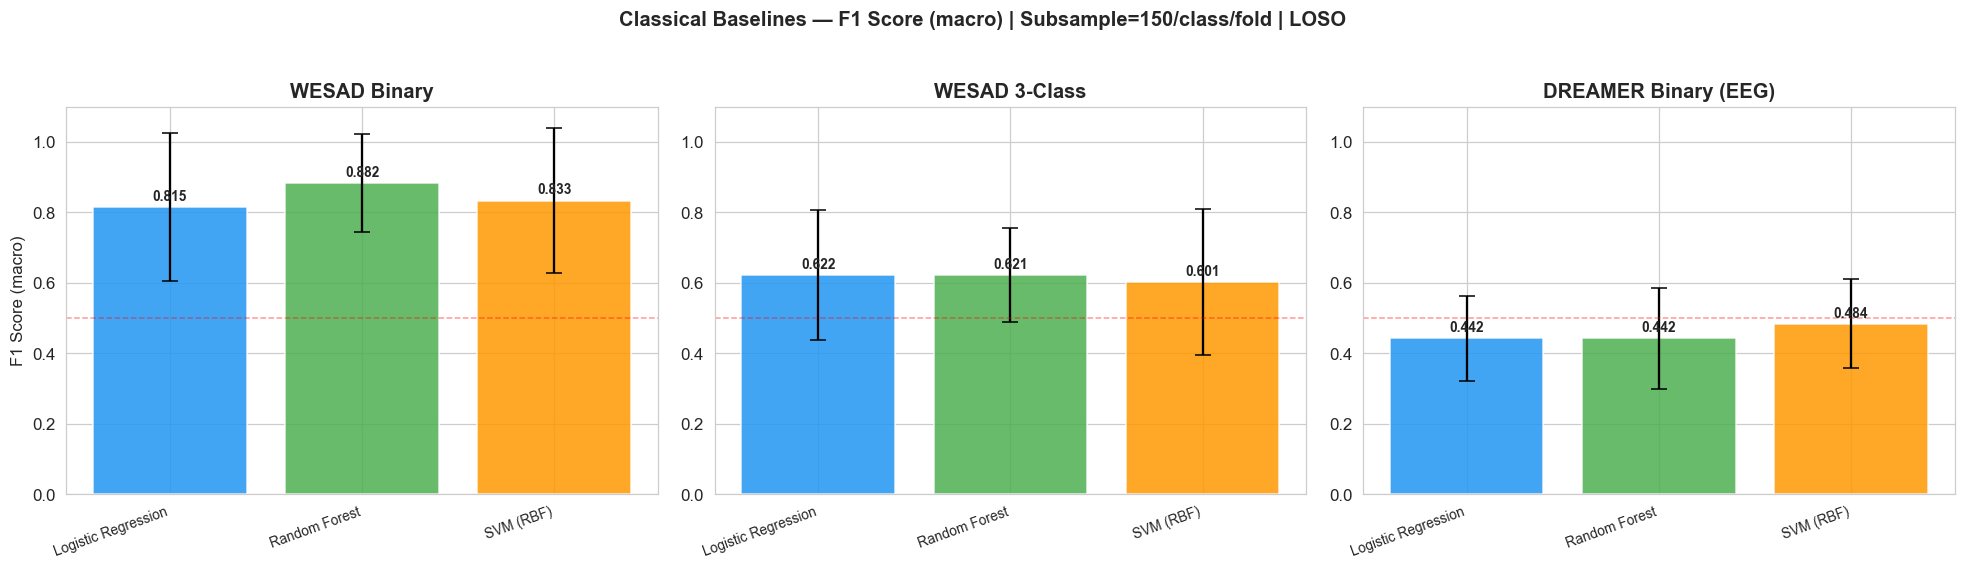 Classical Baselines — F1 Score (macro) | Subsample=150/class/fold | LOSO
WESAD Binary
F1 Score (macro)
1.0
0.8
0.6
0.4
0.2
0.0
0.815
0.882
0.833
Logistic Regression
Random Forest
SVM (RBF)
WESAD 3-Class
1.0
0.8
0.6
0.4
0.2
0.0
0.622
0.621
0.601
Logistic Regression
Random Forest
SVM (RBF)
DREAMER Binary (EEG)
1.0
0.8
0.6
0.4
0.2
0.0
0.442
0.442
0.484
Logistic Regression
Random Forest
SVM (RBF)